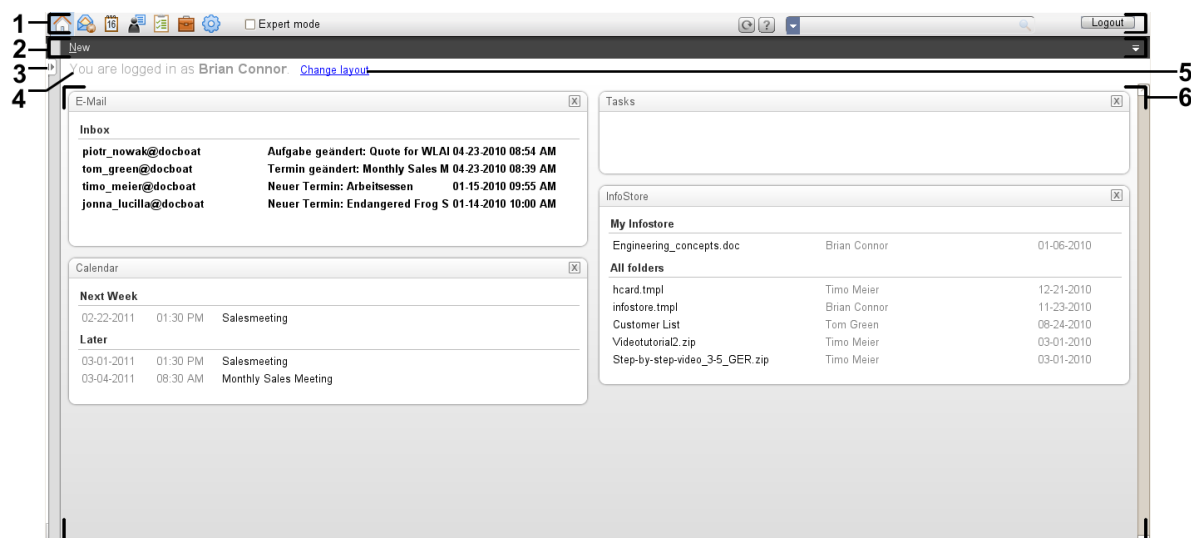 1
16
Expert mode
?
Logout
2
New
3
4
You are logged in as Brian Connor. Change layout
5
6
E-Mail
X
Inbox
piotr_nowak@docboat Aufgabe geändert: Quote for WLAI 04-23-2010 08:54 AM
tom_green@docboat Termin geändert: Monthly Sales M 04-23-2010 08:39 AM
timo_meier@docboat Neuer Termin: Arbeitsessen 01-15-2010 09:55 AM
jonna_lucilla@docboat Neuer Termin: Endangered Frog S 01-14-2010 10:00 AM
Calendar
X
Next Week
02-22-2011 01:30 PM Salesmeeting
Later
03-01-2011 01:30 PM Salesmeeting
03-04-2011 08:30 AM Monthly Sales Meeting
Tasks
X
InfoStore
X
My Infostore
Engineering_concepts.doc Brian Connor 01-06-2010
All folders
hcard.tmpl Timo Meier 12-21-2010
infostore.tmpl Brian Connor 11-23-2010
Customer List Tom Green 08-24-2010
Videotutorial2.zip Timo Meier 03-01-2010
Step-by-step-video_3-5_GER.zip Timo Meier 03-01-2010